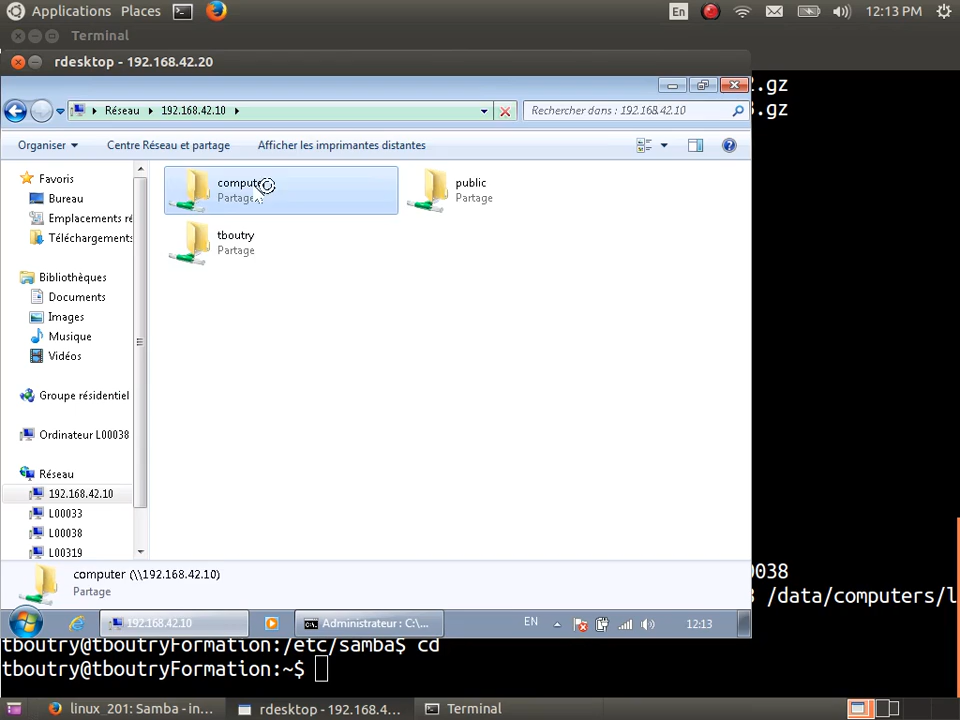 Applications Places En 12:13 PM
Terminal
rdesktop - 192.168.42.20
Réseau 192.168.42.10 Rechercher dans : 192.168.42.10
Organiser Centre Réseau et partage Afficher les imprimantes distantes
Favoris
Bureau
Emplacements ré
Téléchargements
Bibliothèques
Documents
Images
Musique
Vidéos
Groupe résidentiel
Ordinateur L00038
Réseau
192.168.42.10
L00033
L00038
L00319
Partage
public
Partage
tboutry
Partage
computer (\\192.168.42.10)
Partage
192.168.42.10 Administrateur : C:\... EN 12:13
.gz
.gz
0038
/data/computers/l
tboutry@tboutryFormation:/etc/samba$ cd
tboutry@tboutryFormation:~$
linux_201: Samba - in... rdesktop - 192.168.4... Terminal